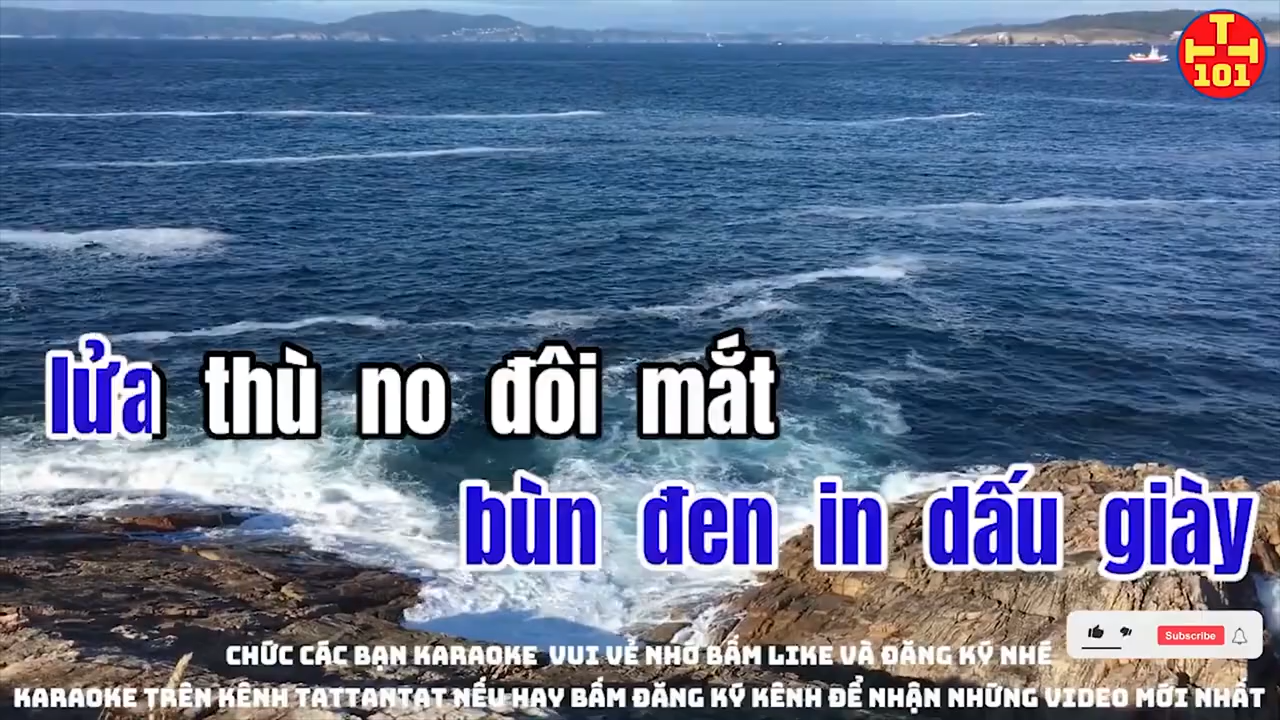 T
TT
101
lửa thù no đôi mắt
bùn đen in dấu giày
Subscribe
CHỨC CÁC BẠN KARAOKE VUI VẺ NHỚ BẤM LIKE VÀ ĐĂNG KÝ NHÉ
KARAOKE TRÊN KÊNH TATTANTAT NẾU HAY BẤM ĐĂNG KÝ KÊNH ĐỂ NHẬN NHỮNG VIDEO MỚI NHẤT